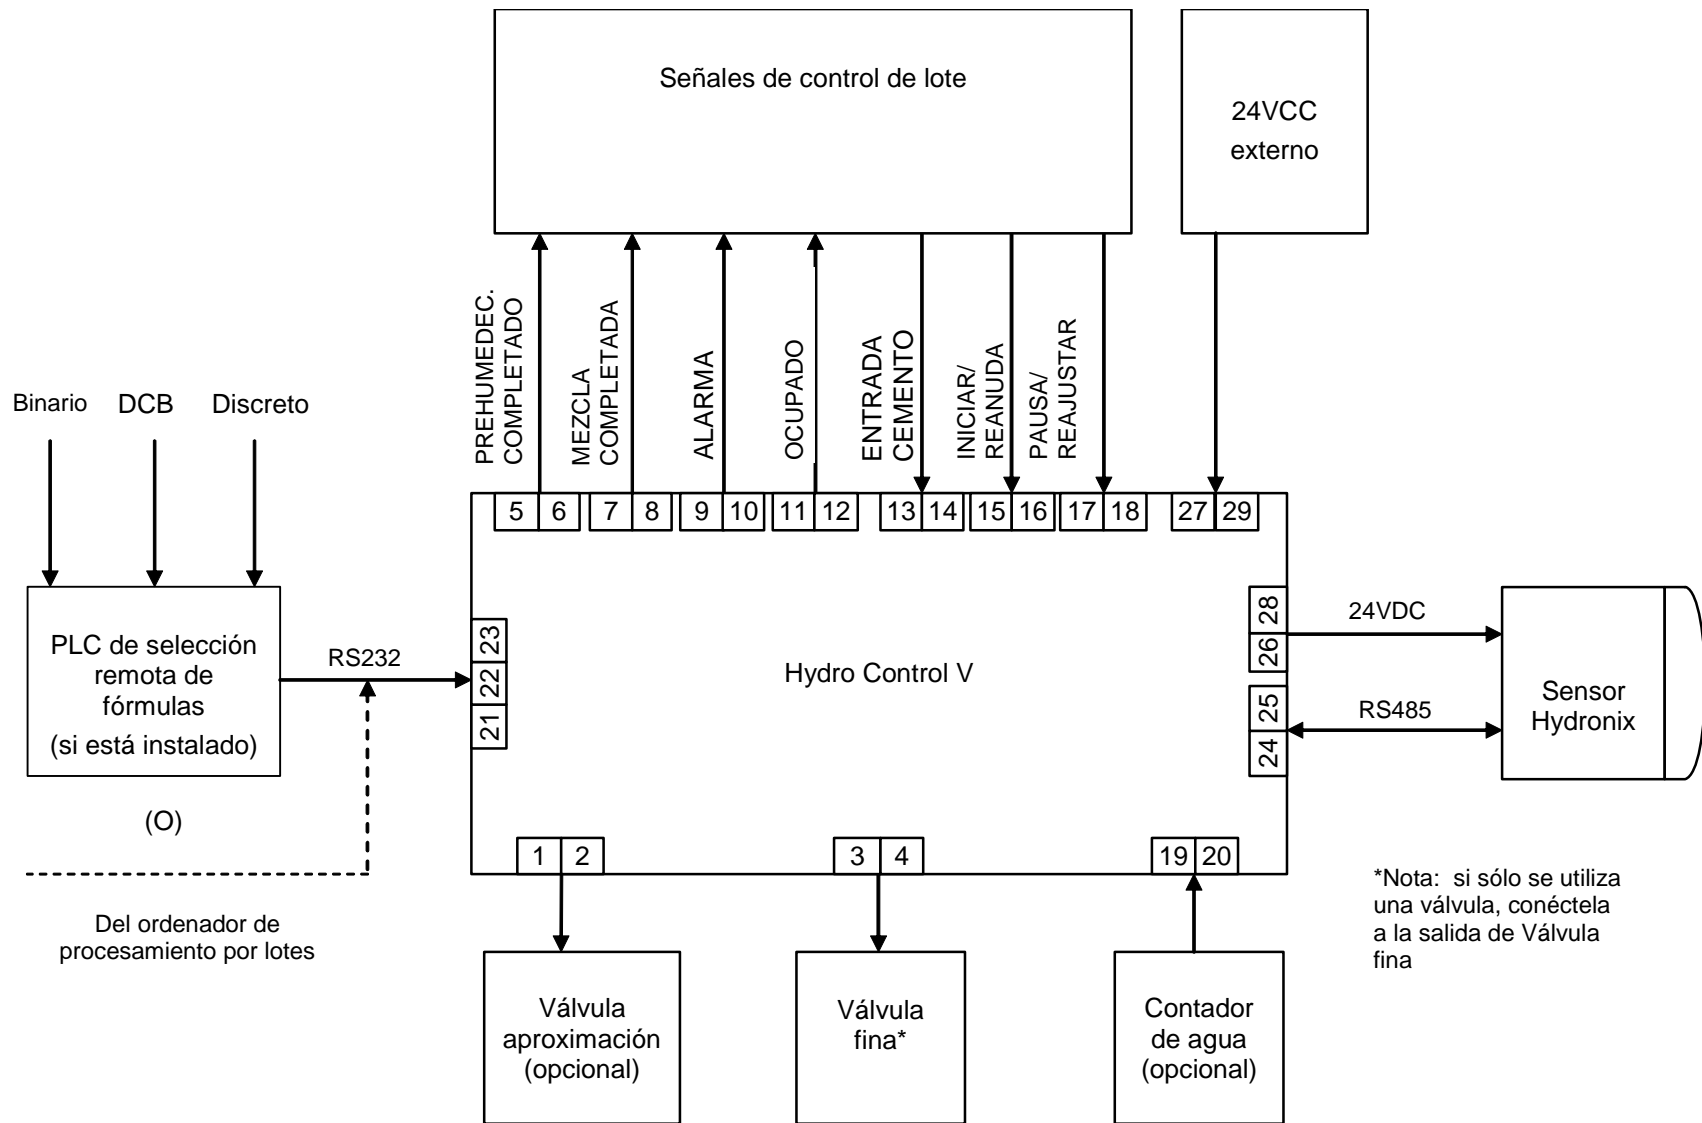 Señales de control de lote
24VCC
externo
PREHUMEDEC.
COMPLETADO
MEZCLA
COMPLETADA
ALARMA
OCUPADO
ENTRADA
CEMENTO
INICIAR/
REANUDA
PAUSA/
REAJUSTAR
Binario DCB Discreto
5 6 7 8 9 10 11 12 13 14 15 16 17 18 27 29
PLC de selección
remota de
fórmulas
(si está instalado)
RS232
23
22
21
Hydro Control V
28
26
25
24
24VDC
RS485
Sensor
Hydronix
(O)
Del ordenador de
procesamiento por lotes
1 2 3 4 19 20
*Nota: si sólo se utiliza
una válvula, conéctela
a la salida de Válvula
fina
Válvula
aproximación
(opcional)
Válvula
fina*
Contador
de agua
(opcional)